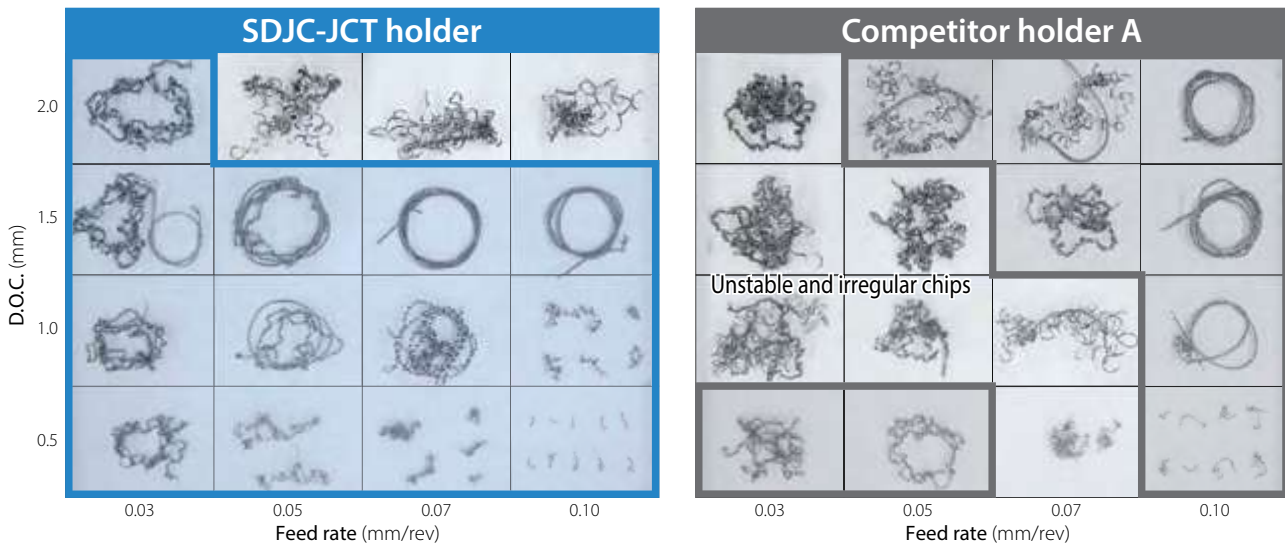 SDJC-JCT holder
Competitor holder A
D.O.C. (mm)
2.0
1.5
1.0
0.5
Unstable and irregular chips
0.03 0.05 0.07 0.10
Feed rate (mm/rev)
0.03 0.05 0.07 0.10
Feed rate (mm/rev)